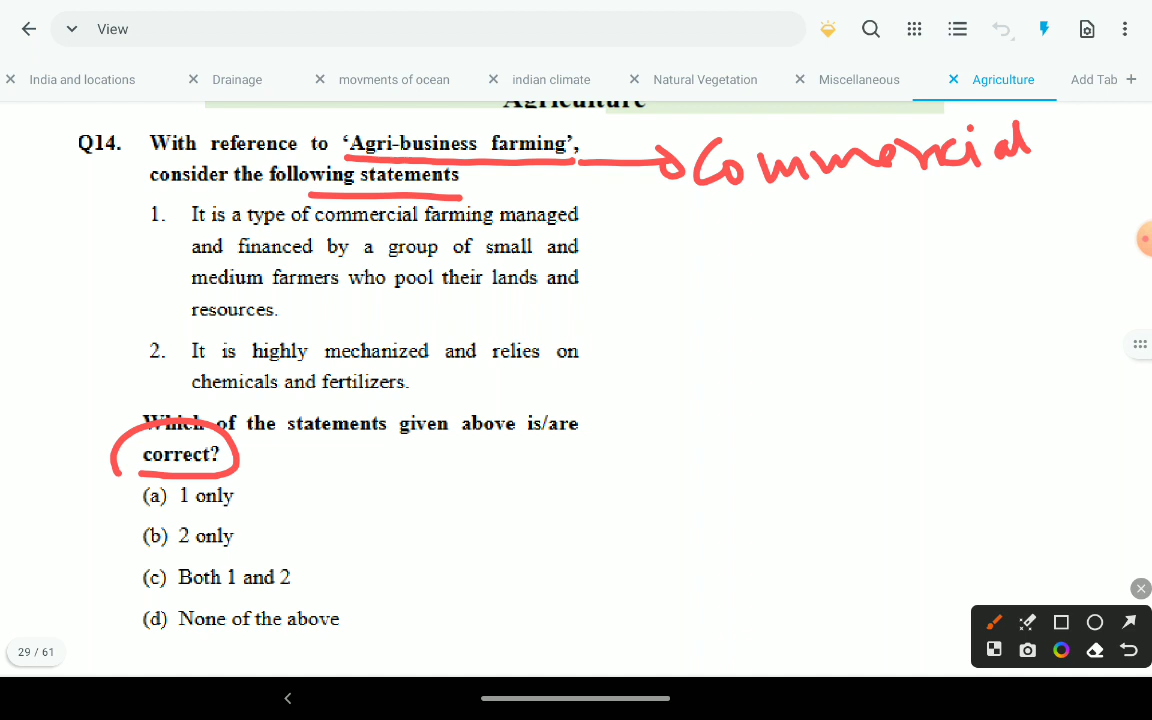 View
India and locations
Drainage
movments of ocean
indian climate
Natural Vegetation
Miscellaneous
Agriculture
Add Tab +
Agriculture
Q14. With reference to ‘Agri-business farming’,
Commercial
consider the following statements
1. It is a type of commercial farming managed
and financed by a group of small and
medium farmers who pool their lands and
resources.
2. It is highly mechanized and relies on
chemicals and fertilizers.
Which of the statements given above is/are
correct?
(a) 1 only
(b) 2 only
(c) Both 1 and 2
(d) None of the above
29 / 61